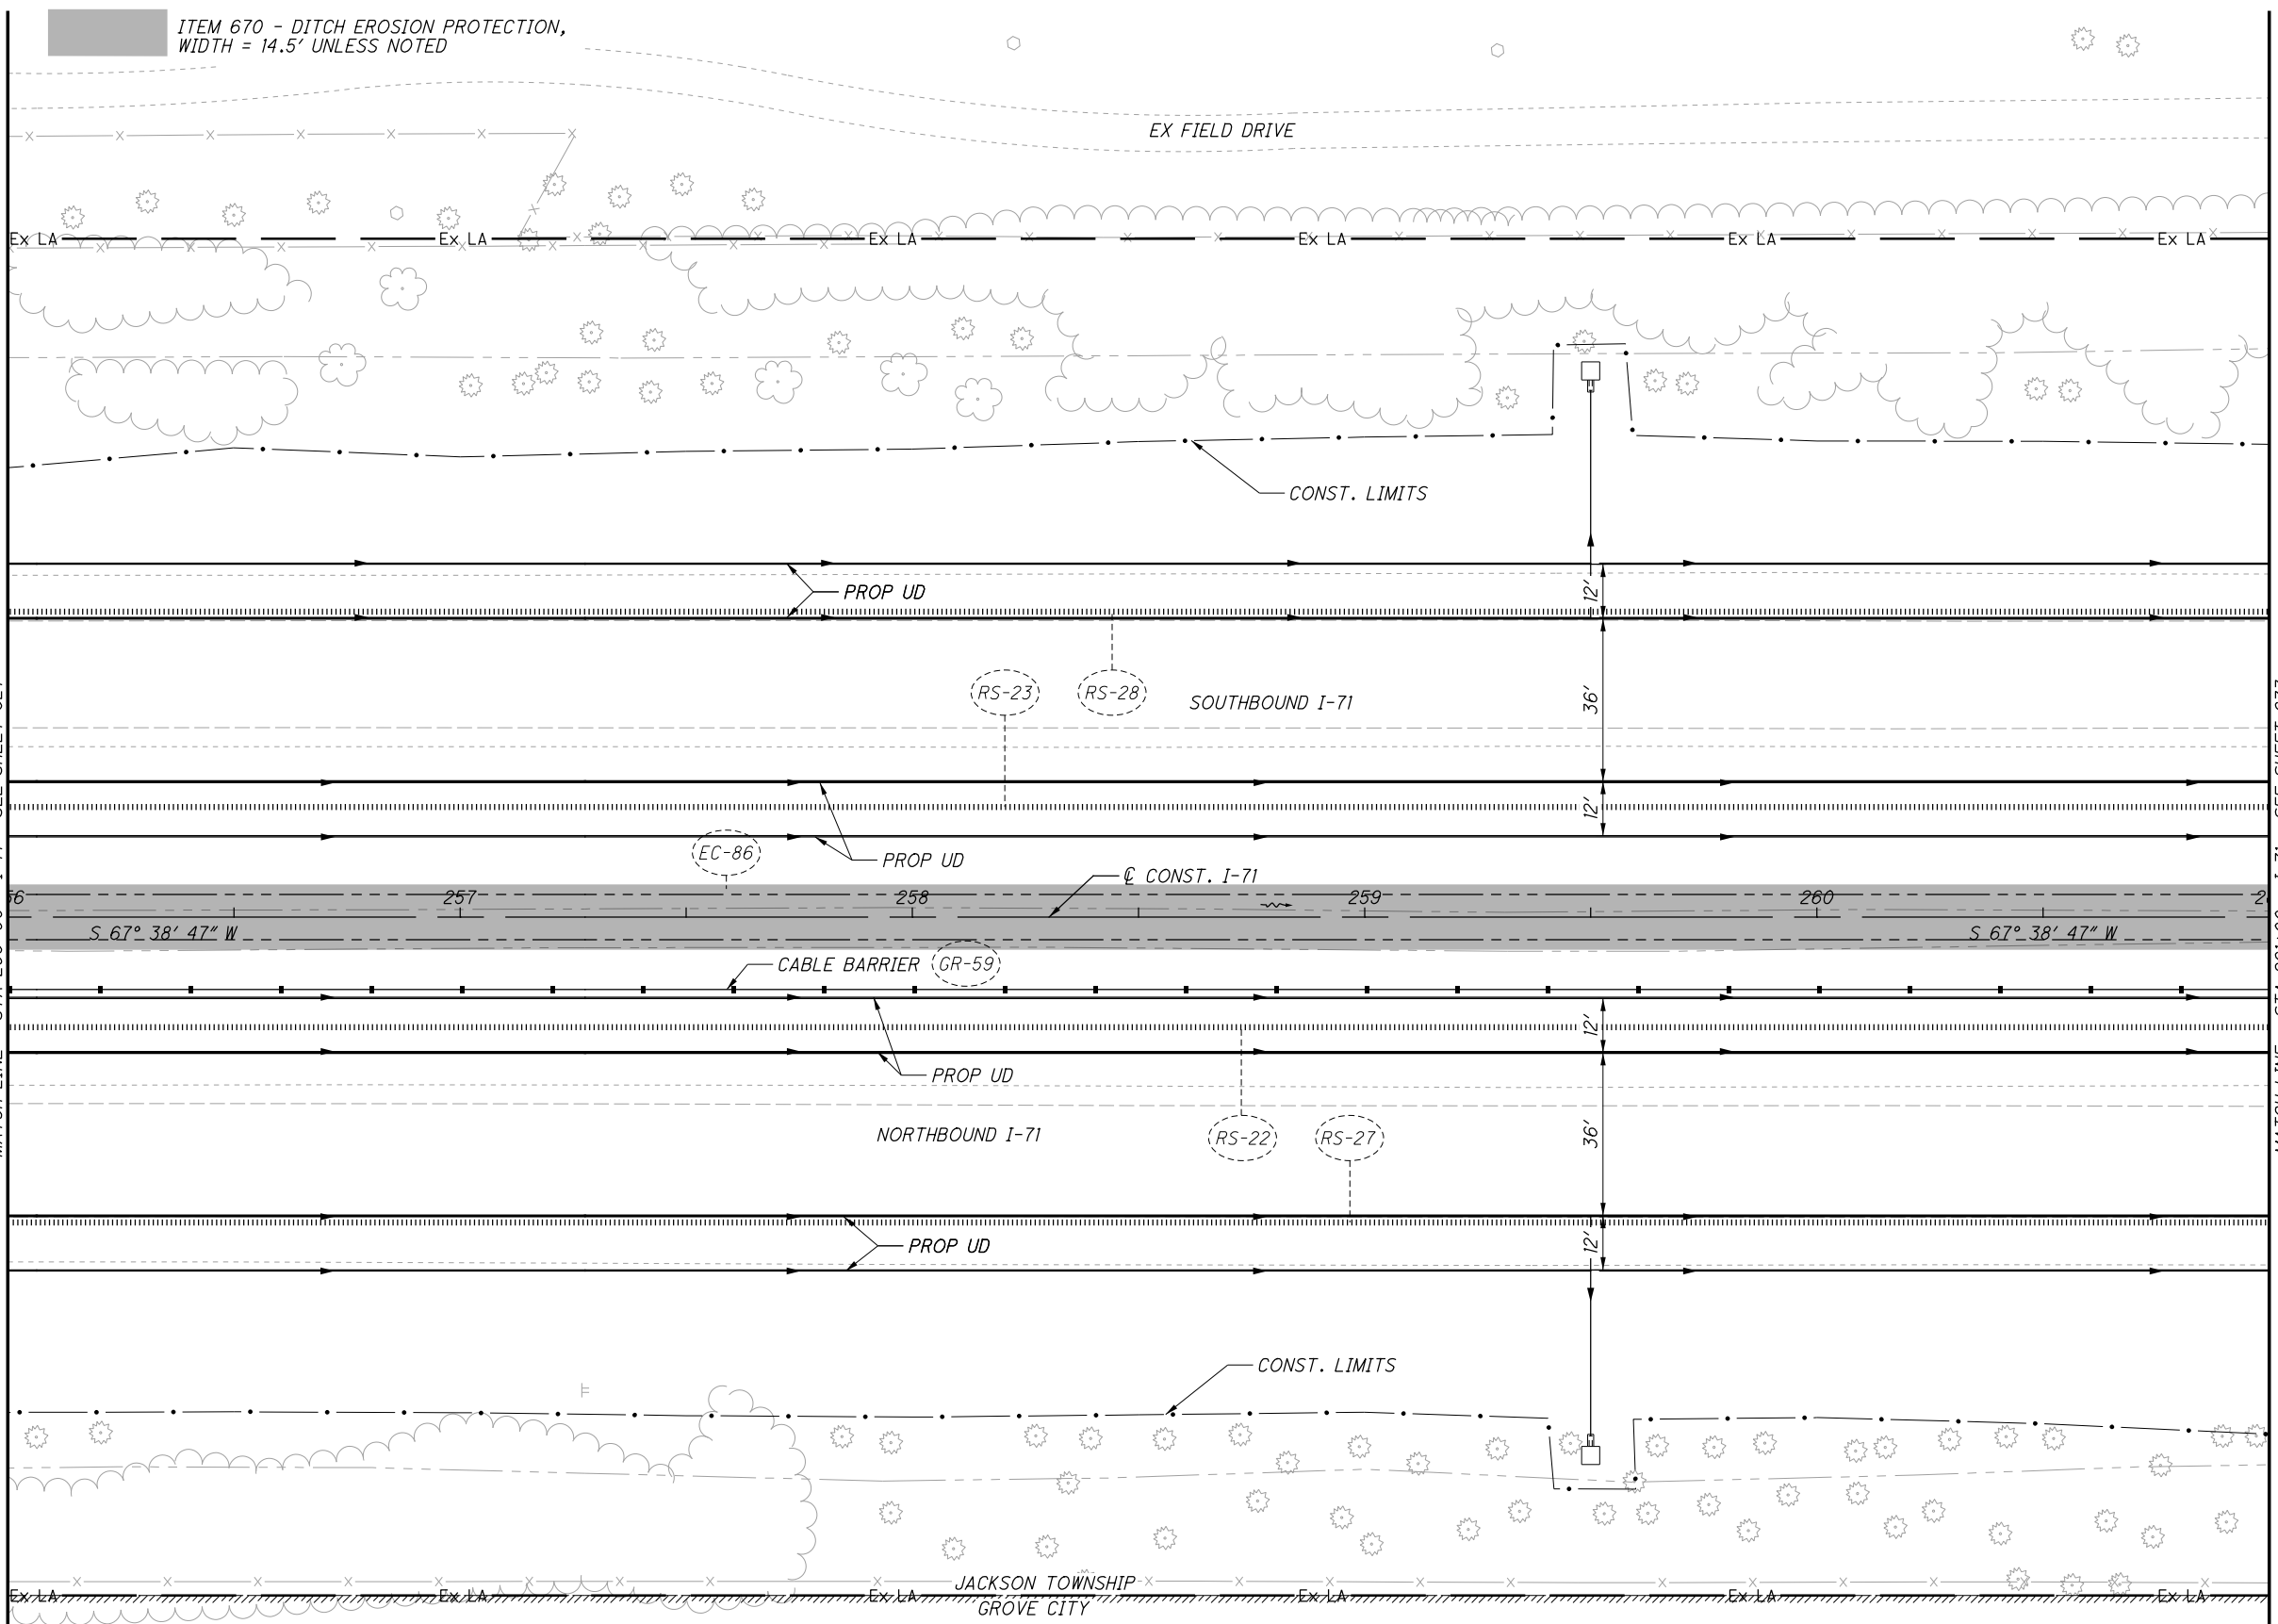 ITEM 670 - DITCH EROSION PROTECTION,
WIDTH = 14.5' UNLESS NOTED
EX FIELD DRIVE
Ex LA Ex LA Ex LA Ex LA Ex LA Ex LA
CONST. LIMITS
PROP UD
12'
RS-23 RS-28
SOUTHBOUND I-71
36'
12'
EC-86
PROP UD
℄ CONST. I-71
257 258 259 260
S 67° 38' 47" W S 67° 38' 47" W
CABLE BARRIER GR-59
12'
PROP UD
NORTHBOUND I-71
RS-22 RS-27
36'
PROP UD
12'
CONST. LIMITS
JACKSON TOWNSHIP
Ex LA Ex LA Ex LA Ex LA Ex LA Ex LA
GROVE CITY